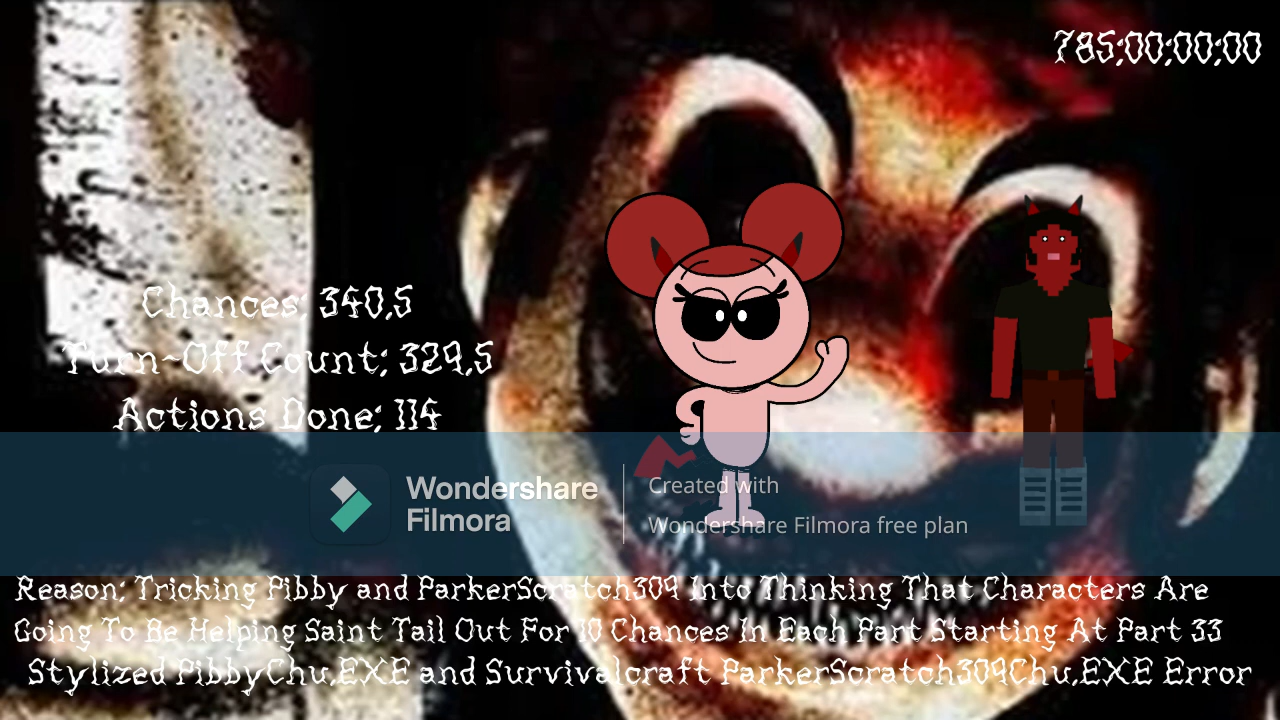 785;00;00;00
Chances; 340,5
Turn-Off Count; 329,5
Actions Done; 114
Wondershare
Filmora
Created with
Wondershare Filmora free plan
Reason; Tricking Pibby and ParkerScratch309 Into Thinking That Characters Are
Going To Be Helping Saint Tail Out For 10 Chances In Each Part Starting At Part 33
Stylized PibbyChu,EXE and Survivalcraft ParkerScratch309Chu,EXE Error